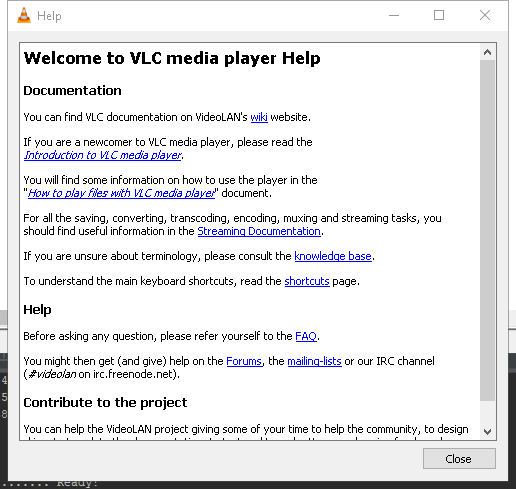 Help
Welcome to VLC media player Help
Documentation
You can find VLC documentation on VideoLAN's wiki website.
If you are a newcomer to VLC media player, please read the
Introduction to VLC media player.
You will find some information on how to use the player in the
"How to play files with VLC media player" document.
For all the saving, converting, transcoding, encoding, muxing and streaming tasks, you
should find useful information in the Streaming Documentation.
If you are unsure about terminology, please consult the knowledge base.
To understand the main keyboard shortcuts, read the shortcuts page.
Help
Before asking any question, please refer yourself to the FAQ.
You might then get (and give) help on the Forums, the mailing-lists or our IRC channel
(#videolan on irc.freenode.net).
Contribute to the project
You can help the VideoLAN project giving some of your time to help the community, to design
Close
4
5
8
....... Ready!